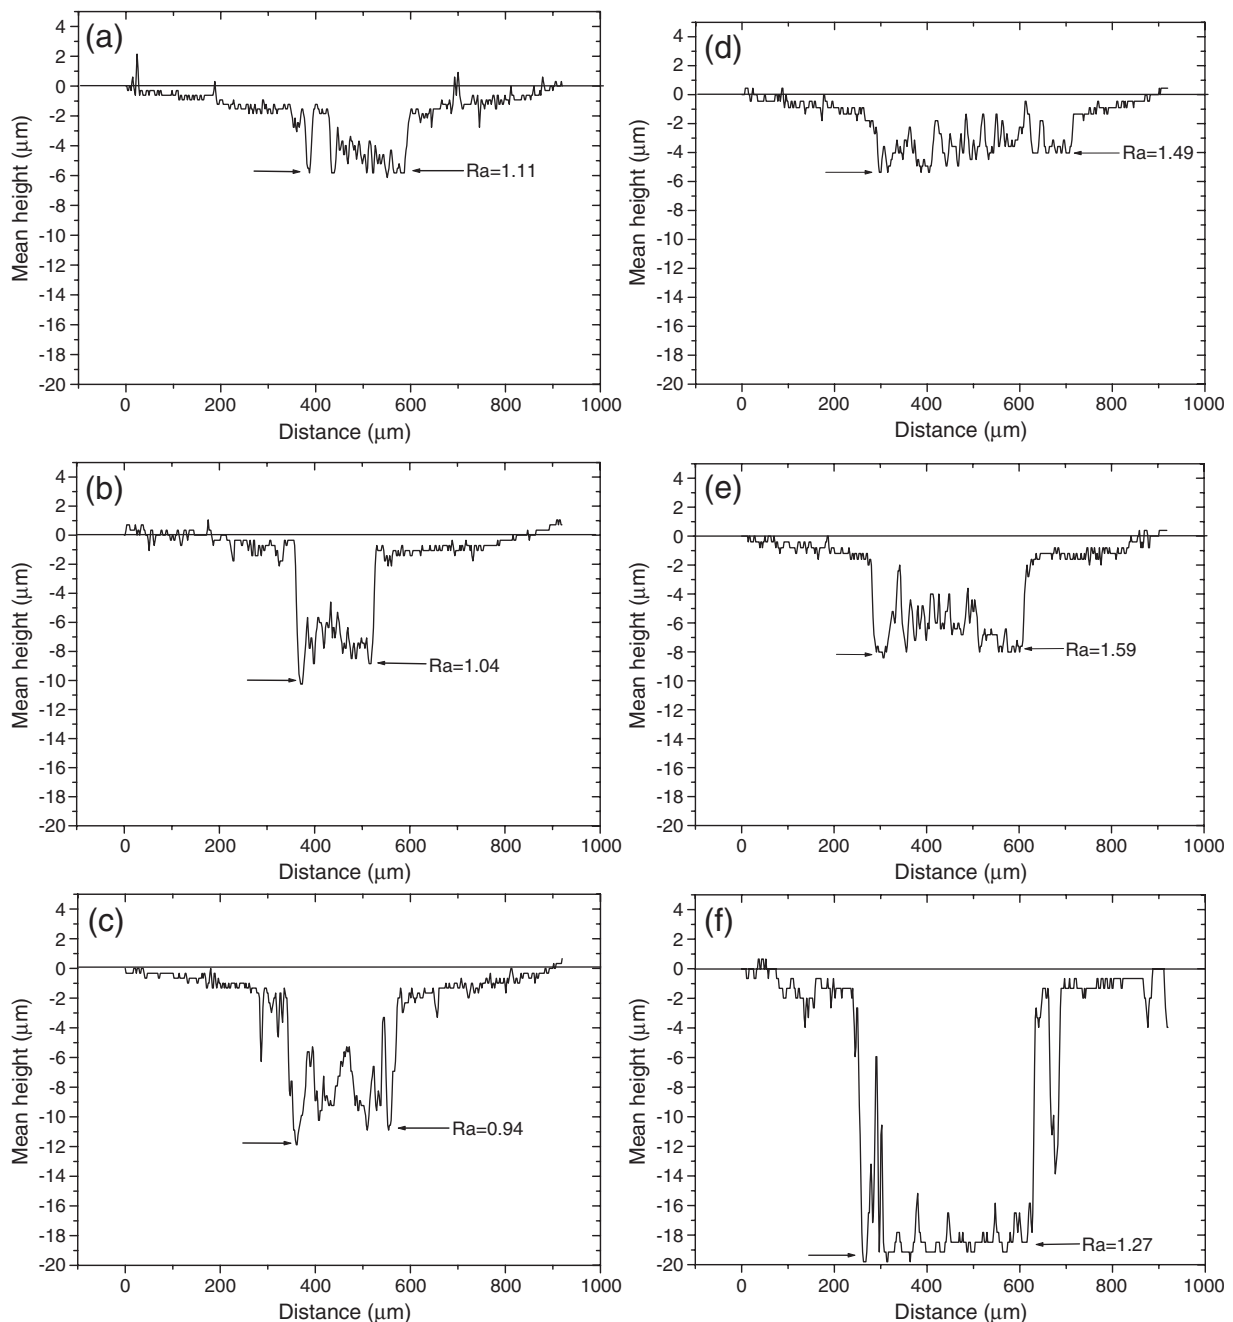 (a)
4
2
0
-2
-4
-6
-8
-10
-12
-14
-16
-18
-20
Mean height (μm)
Ra=1.11
0 200 400 600 800 1000
Distance (μm)
(d)
4
2
0
-2
-4
-6
-8
-10
-12
-14
-16
-18
-20
Mean height (μm)
Ra=1.49
0 200 400 600 800 1000
Distance (μm)
(b)
4
2
0
-2
-4
-6
-8
-10
-12
-14
-16
-18
-20
Mean height (μm)
Ra=1.04
0 200 400 600 800 1000
Distance (μm)
(e)
4
2
0
-2
-4
-6
-8
-10
-12
-14
-16
-18
-20
Mean height (μm)
Ra=1.59
0 200 400 600 800 1000
Distance (μm)
(c)
4
2
0
-2
-4
-6
-8
-10
-12
-14
-16
-18
-20
Mean height (μm)
Ra=0.94
0 200 400 600 800 1000
Distance (μm)
(f)
4
2
0
-2
-4
-6
-8
-10
-12
-14
-16
-18
-20
Mean height (μm)
Ra=1.27
0 200 400 600 800 1000
Distance (μm)